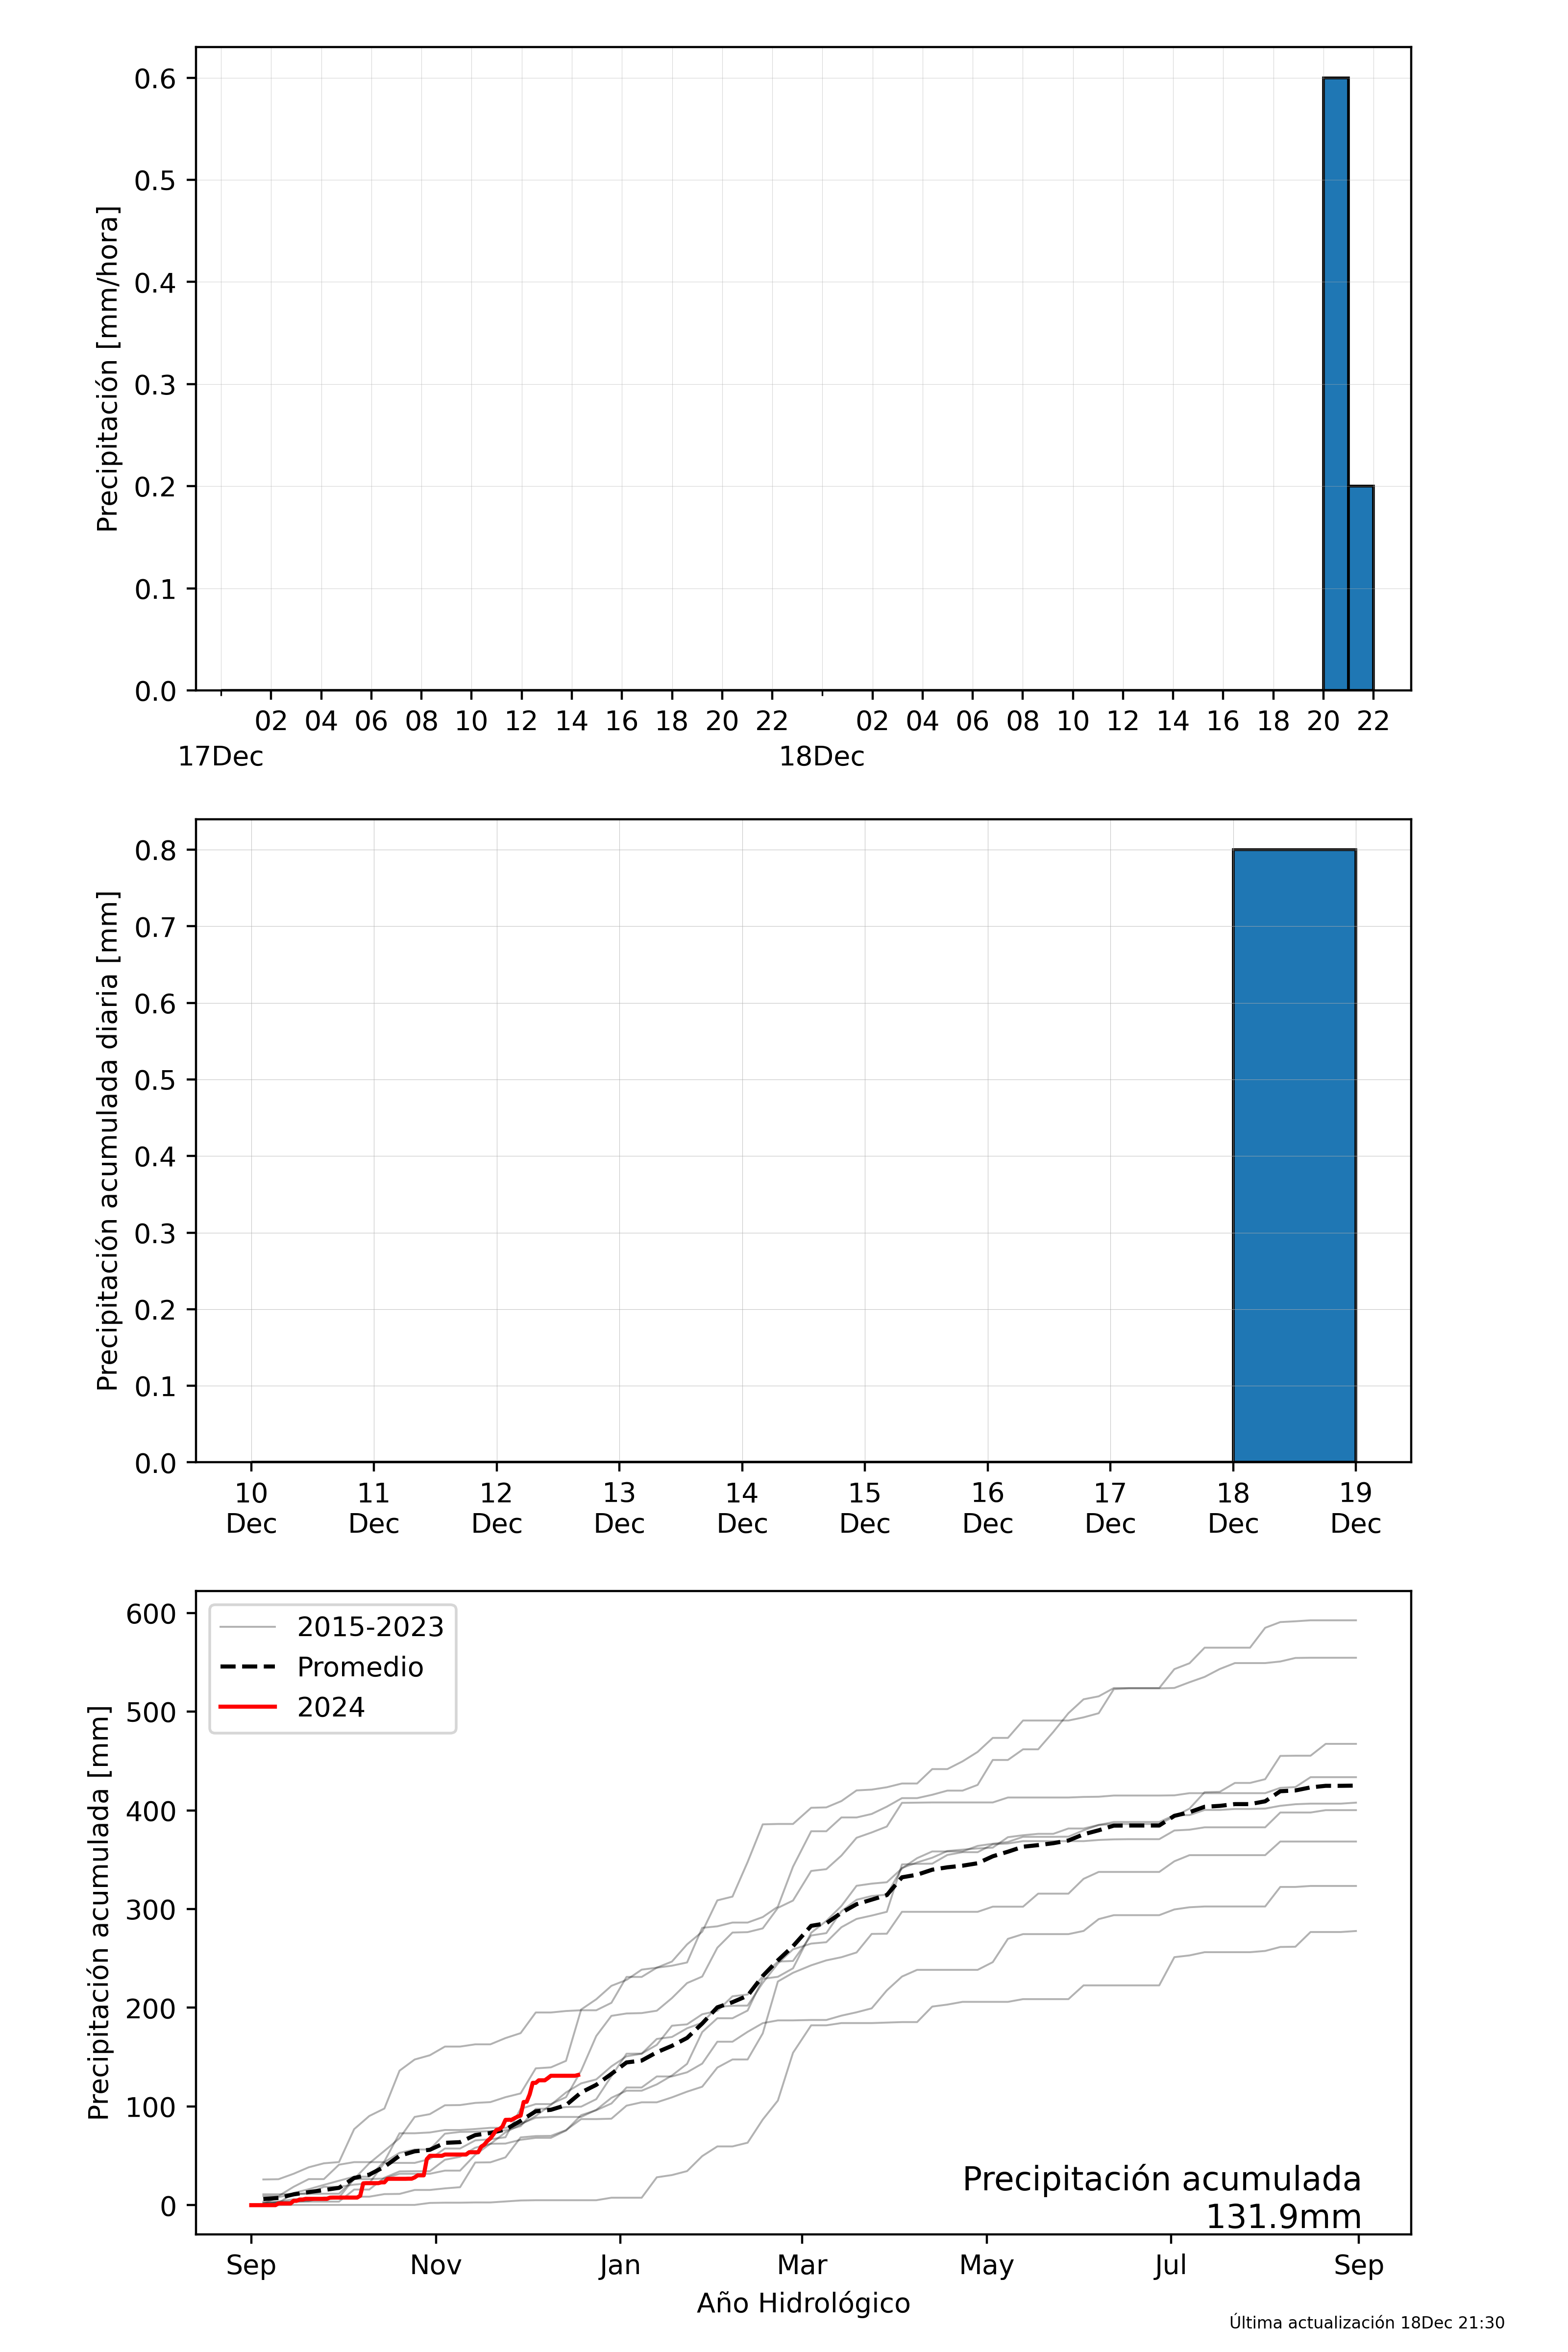 Precipitación [mm/hora]
0.6
0.5
0.4
0.3
0.2
0.1
0.0
02 04 06 08 10 12 14 16 18 20 22 02 04 06 08 10 12 14 16 18 20 22
17Dec 18Dec
Precipitación acumulada diaria [mm]
0.8
0.7
0.6
0.5
0.4
0.3
0.2
0.1
0.0
10 11 12 13 14 15 16 17 18 19
Dec Dec Dec Dec Dec Dec Dec Dec Dec Dec
Precipitación acumulada [mm]
600
500
400
300
200
100
0
2015-2023
Promedio
2024
Precipitación acumulada
131.9mm
Sep Nov Jan Mar May Jul Sep
Año Hidrológico
Última actualización 18Dec 21:30